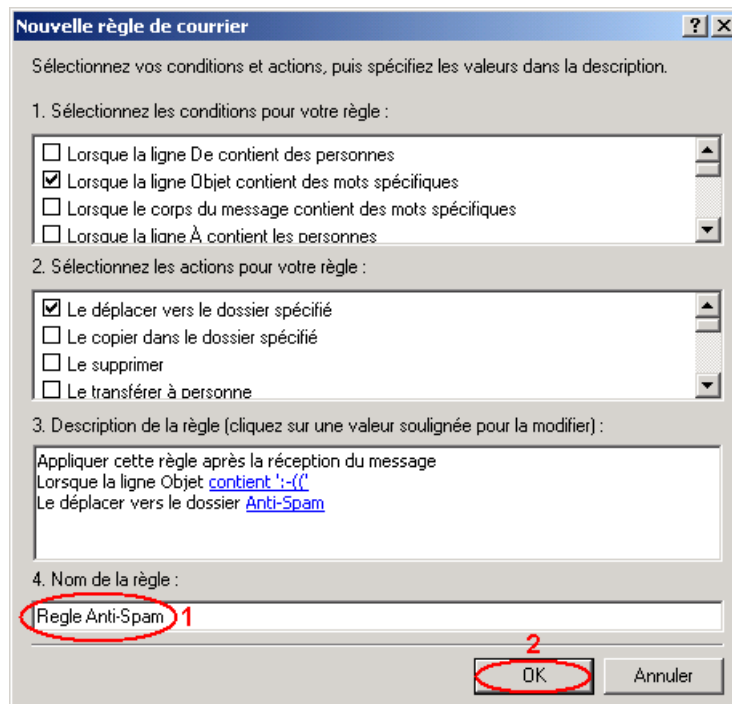 Nouvelle règle de courrier
Sélectionnez vos conditions et actions, puis spécifiez les valeurs dans la description.
1. Sélectionnez les conditions pour votre règle :
Lorsque la ligne De contient des personnes
Lorsque la ligne Objet contient des mots spécifiques
Lorsque le corps du message contient des mots spécifiques
Lorsque la ligne À contient les personnes
2. Sélectionnez les actions pour votre règle :
Le déplacer vers le dossier spécifié
Le copier dans le dossier spécifié
Le supprimer
Le transférer à personne
3. Description de la règle (cliquez sur une valeur soulignée pour la modifier) :
Appliquer cette règle après la réception du message
Lorsque la ligne Objet contient ':-(('
Le déplacer vers le dossier Anti-Spam
4. Nom de la règle :
Regle Anti-Spam 1
2
OK Annuler